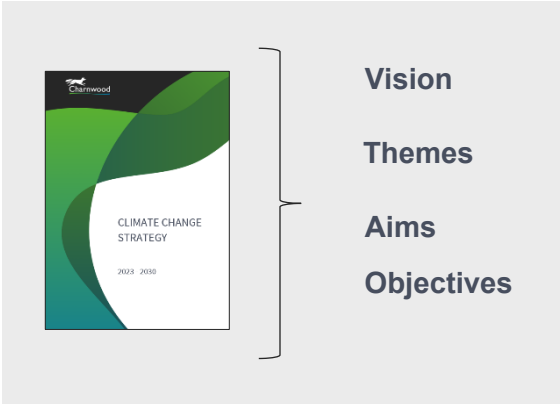 Charnwood
CLIMATE CHANGE
STRATEGY
2023 2030
Vision
Themes
Aims
Objectives